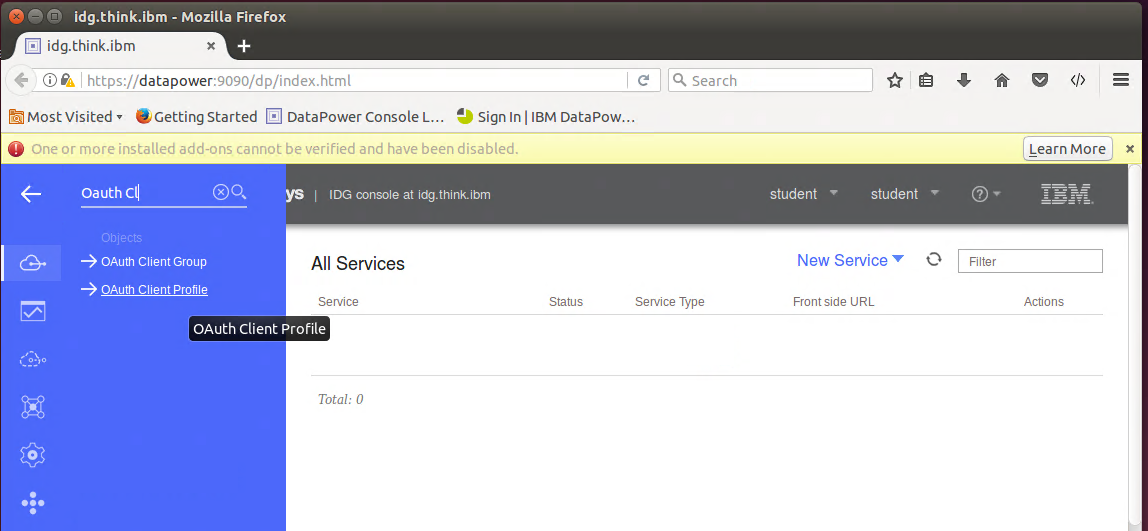 idg.think.ibm - Mozilla Firefox
idg.think.ibm
https://datapower:9090/dp/index.html
Search
Most Visited
Getting Started
DataPower Console L...
Sign In | IBM DataPow...
One or more installed add-ons cannot be verified and have been disabled.
Learn More
Oauth Cl
ys | IDG console at idg.think.ibm
student
student
IBM
Objects
OAuth Client Group
OAuth Client Profile
OAuth Client Profile
All Services
New Service
Filter
Service Status Service Type Front side URL Actions
Total: 0